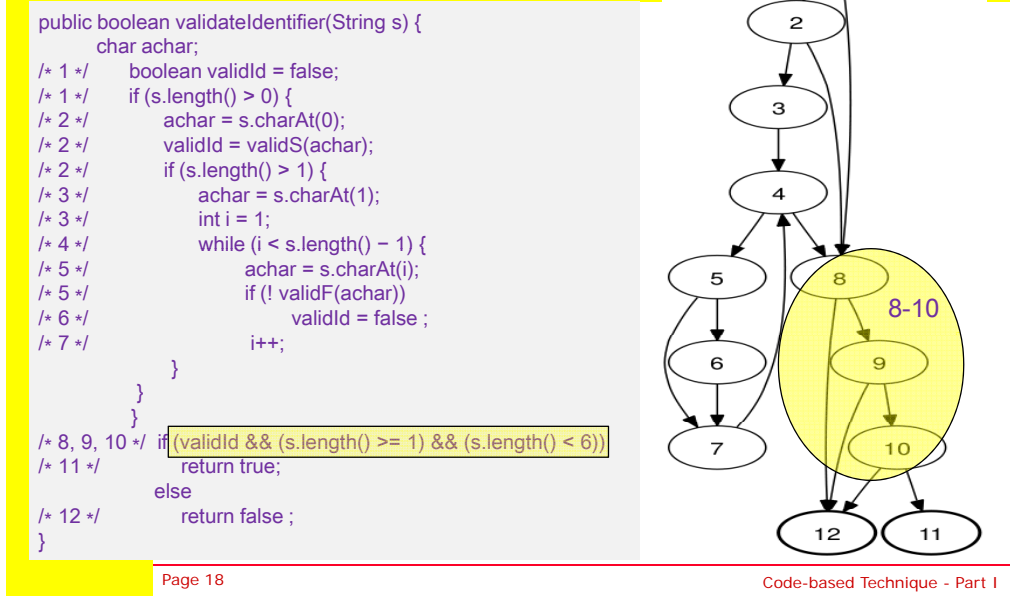 public boolean validateIdentifier(String s) {
char achar;
/* 1 */ boolean validId = false;
/* 1 */ if (s.length() > 0) {
/* 2 */ achar = s.charAt(0);
/* 2 */ validId = validS(achar);
/* 2 */ if (s.length() > 1) {
/* 3 */ achar = s.charAt(1);
/* 3 */ int i = 1;
/* 4 */ while (i < s.length() − 1) {
/* 5 */ achar = s.charAt(i);
/* 5 */ if (! validF(achar))
/* 6 */ validId = false ;
/* 7 */ i++;
}
}
}
/* 8, 9, 10 */ if (validId && (s.length() >= 1) && (s.length() < 6))
/* 11 */ return true;
else
/* 12 */ return false ;
}
2
3
4
5 8
8-10
6 9
7 10
12 11
Page 18 Code-based Technique - Part I